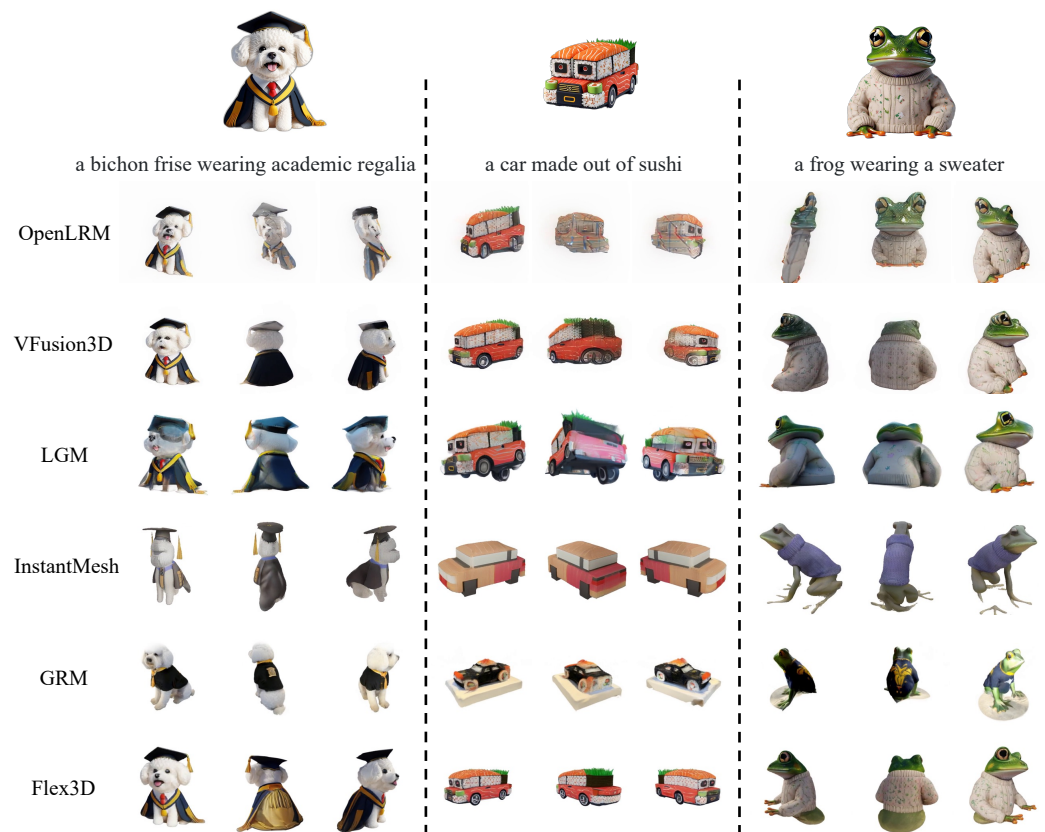 a bichon frise wearing academic regalia
a car made out of sushi
a frog wearing a sweater
OpenLRM
VFusion3D
LGM
InstantMesh
GRM
Flex3D